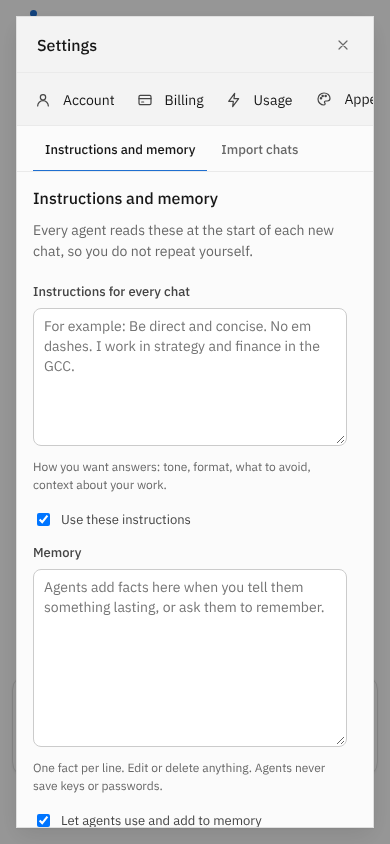 Settings
Account Billing Usage Appe
Instructions and memory Import chats
Instructions and memory
Every agent reads these at the start of each new
chat, so you do not repeat yourself.
Instructions for every chat
For example: Be direct and concise. No em
dashes. I work in strategy and finance in the
GCC.
How you want answers: tone, format, what to avoid,
context about your work.
Use these instructions
Memory
Agents add facts here when you tell them
something lasting, or ask them to remember.
One fact per line. Edit or delete anything. Agents never
save keys or passwords.
Let agents use and add to memory